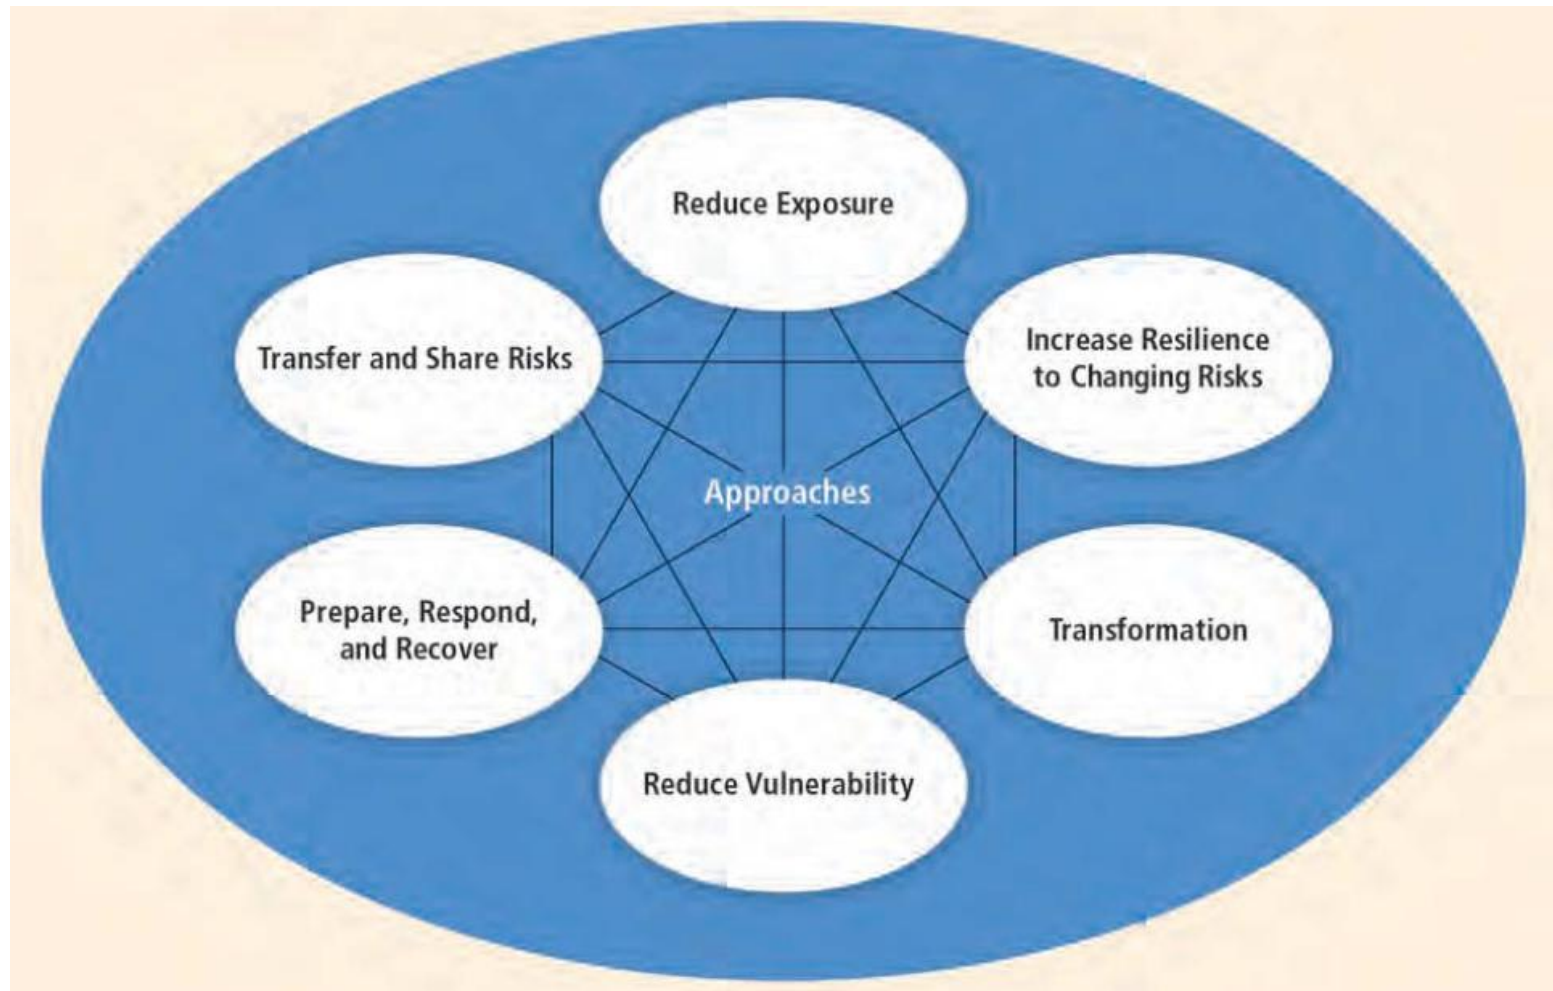 Reduce Exposure
Transfer and Share Risks
Increase Resilience
to Changing Risks
Approaches
Prepare, Respond,
and Recover
Transformation
Reduce Vulnerability